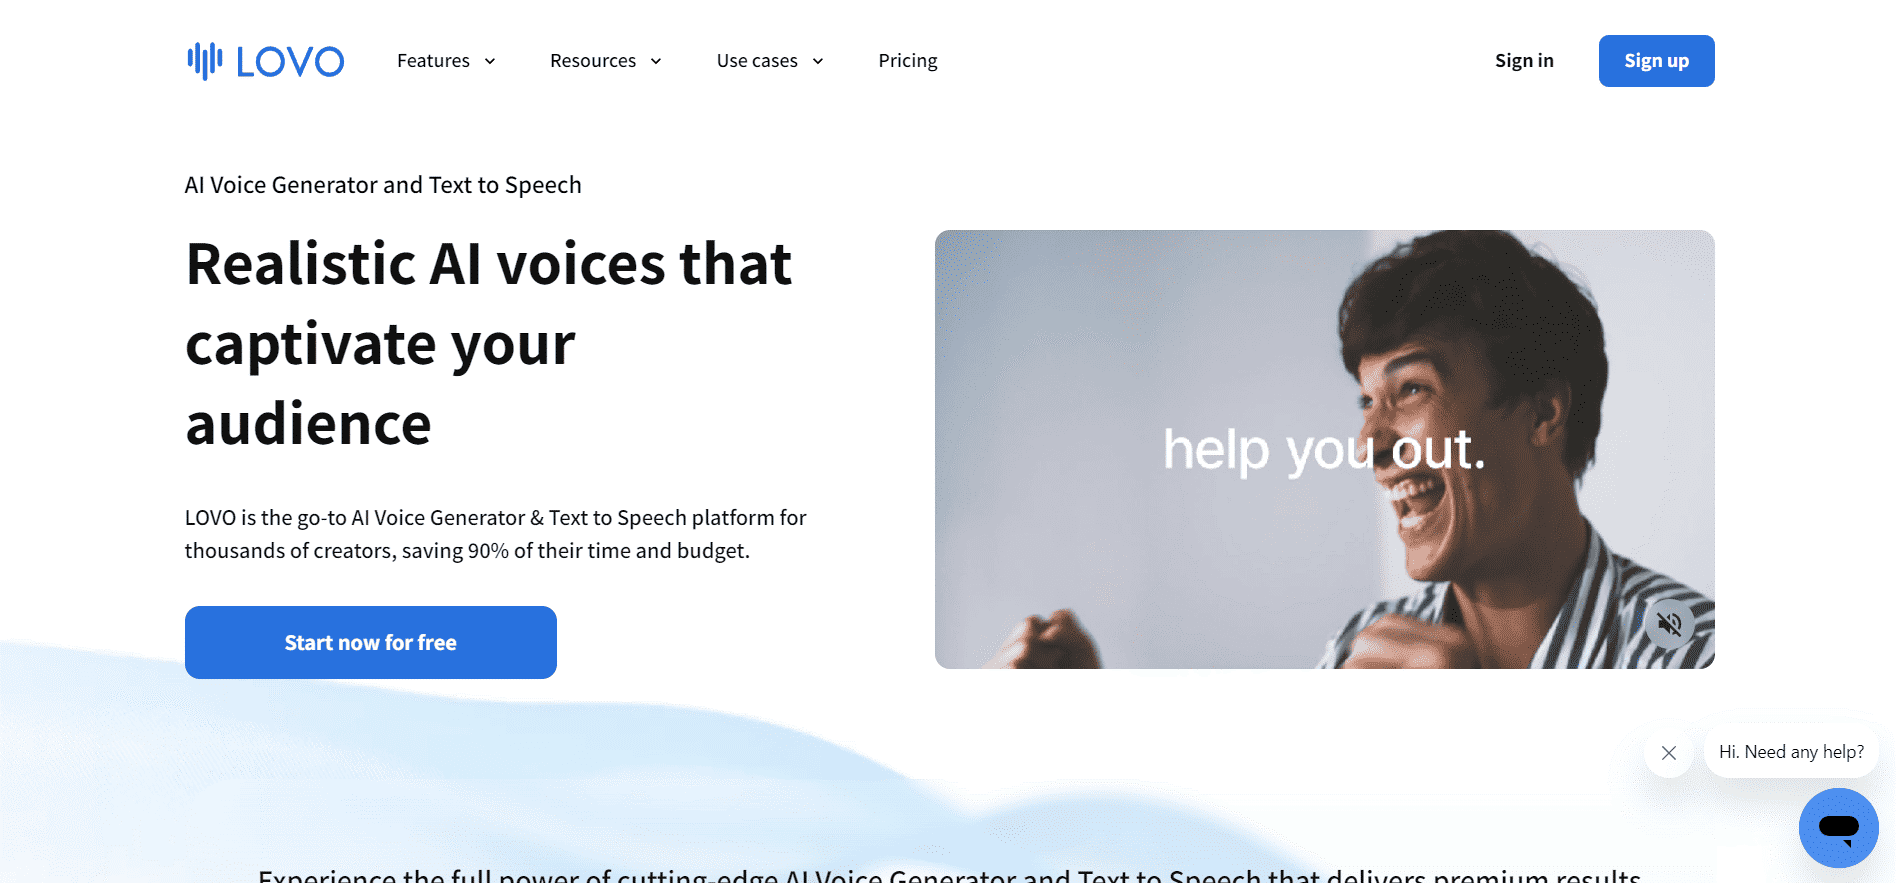 LOVO
Features
Resources
Use cases
Pricing
Sign in
Sign up
AI Voice Generator and Text to Speech
Realistic AI voices that
captivate your
audience
LOVO is the go-to AI Voice Generator & Text to Speech platform for
thousands of creators, saving 90% of their time and budget.
Start now for free
help you out.
Hi. Need any help?
Experience the full power of cutting-edge AI Voice Generator and Text to Speech that delivers premium results